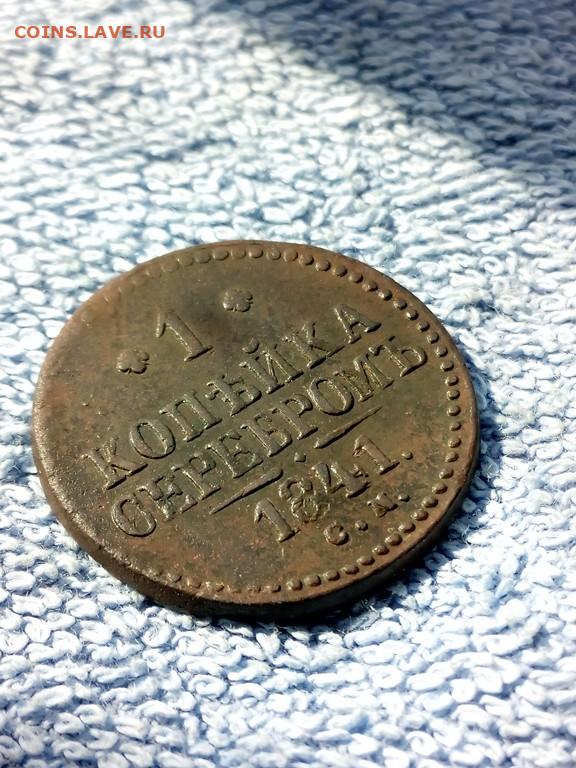 COINS.LAVE.RU
1
КОПѢЙКА
СЕРЕБРОМЪ
1841.
С. М.